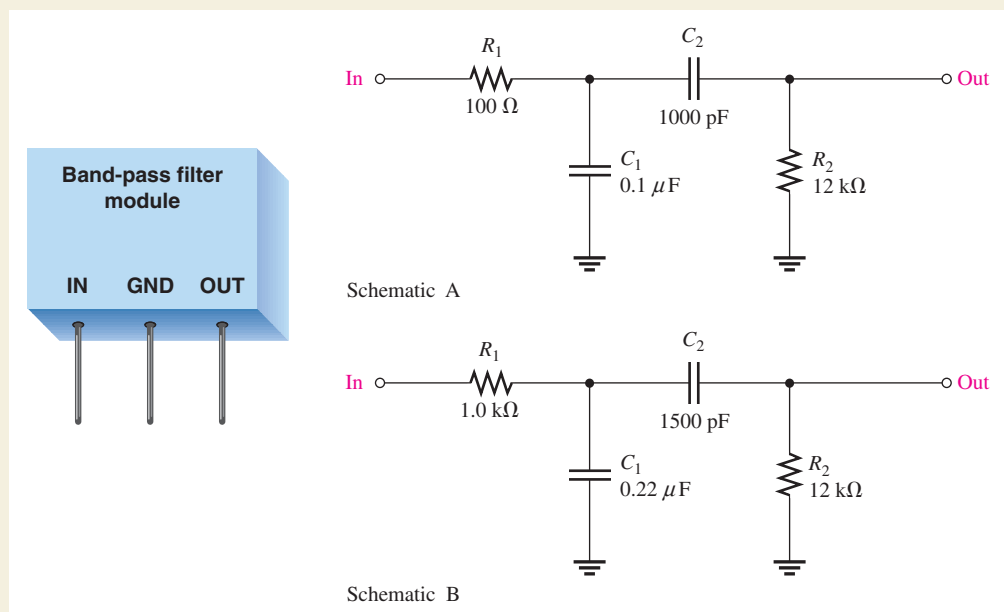 Band-pass filter
module
IN GND OUT
In
R1
100 Ω
C2
1000 pF
Out
C1
0.1 μF
R2
12 kΩ
Schematic A
In
R1
1.0 kΩ
C2
1500 pF
Out
C1
0.22 μF
R2
12 kΩ
Schematic B